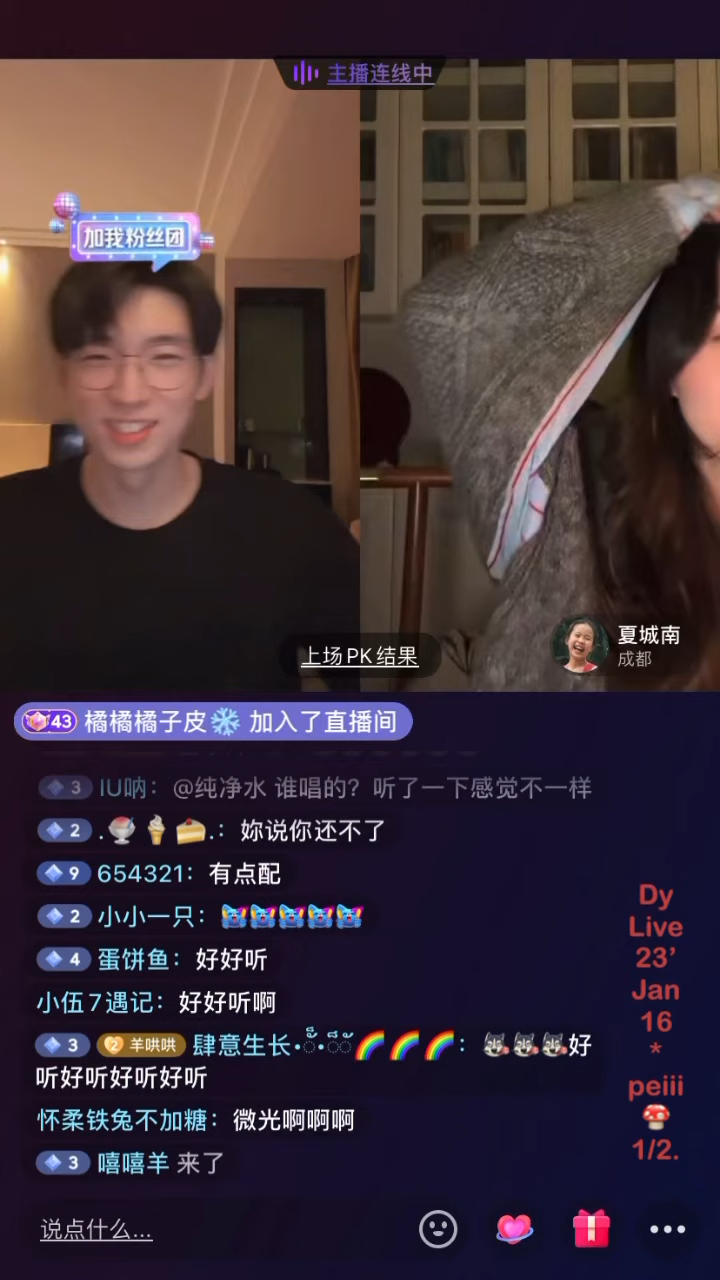 主播连线中
加我粉丝团
上场PK结果
夏城南
成都
43 橘橘橘子皮❄️ 加入了直播间
3 IU呐：@纯净水 谁唱的？听了一下感觉不一样
2 .🍧🍦🍰.：妳说你还不了
9 654321：有点配
2 小小一只：
4 蛋饼鱼：好好听
小伍7遇记：好好听啊
3 2 羊哄哄 肆意生长🌈🌈🌈：好
听好听好听好听
怀柔铁兔不加糖：微光啊啊啊
3 嘻嘻羊 来了
Dy
Live
23’
Jan
16
*
peiii
🍄
1/2.
说点什么...